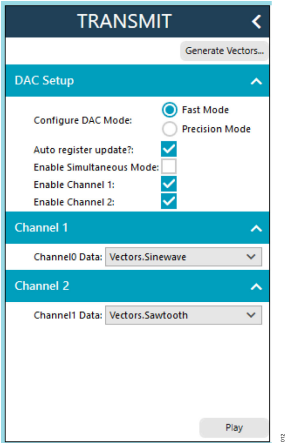 TRANSMIT
Generate Vectors...
DAC Setup
Configure DAC Mode:
Fast Mode
Precision Mode
Auto register update?:
Enable Simultaneous Mode:
Enable Channel 1:
Enable Channel 2:
Channel 1
Channel0 Data: Vectors.Sinewave
Channel 2
Channel1 Data: Vectors.Sawtooth
Play